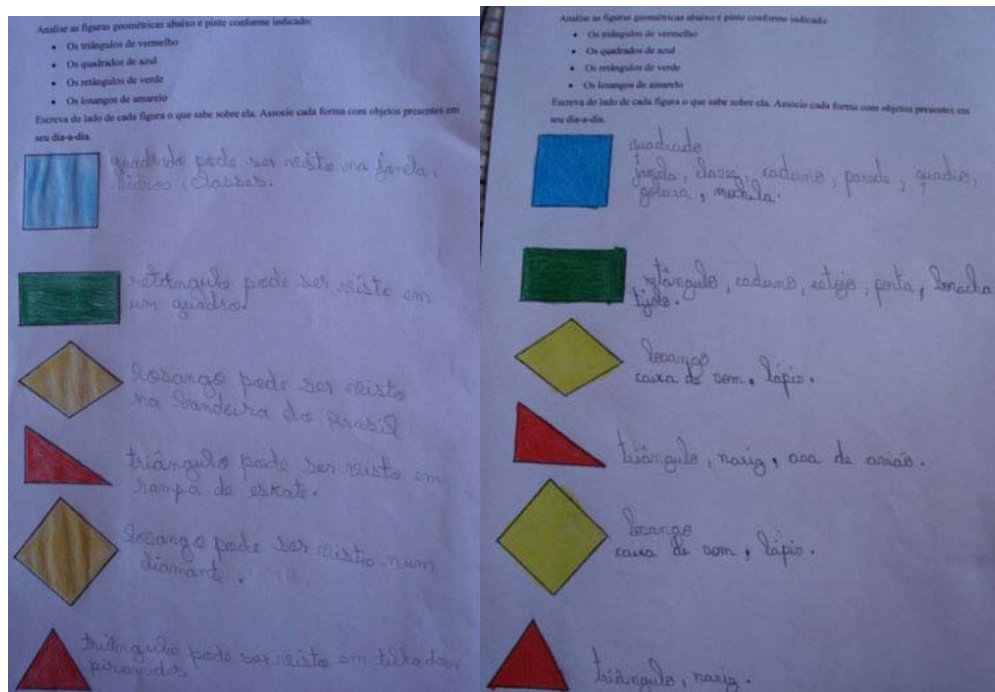 Analise as figuras geométricas abaixo e pinte conforme indicado:
• Os triângulos de vermelho
• Os quadrados de azul
• Os retângulos de verde
• Os losangos de amarelo
Escreva do lado de cada figura o que sabe sobre ela. Associe cada forma com objetos presentes em
seu dia-a-dia.
quadrado pode ser visto na janela,
vidros, classes.
retângulo pode ser visto em
um quadro.
losango pode ser visto
na bandeira do Brasil
triângulo pode ser visto em
rampa de eskate.
losango pode ser visto num
diamante.
triângulo pode ser visto em
piramides
Analise as figuras geométricas abaixo e pinte conforme indicado:
• Os triângulos de vermelho
• Os quadrados de azul
• Os retângulos de verde
• Os losangos de amarelo
Escreva do lado de cada figura o que sabe sobre ela. Associe cada forma com objetos presentes em
seu dia-a-dia.
quadrado
janela, classe, caderno, parede, quadro,
mochila.
retângulo, caderno, estojo, porta, borracha
tijolo.
losango
caixa de som, lápis.
triângulo, nariz, asa de
losango
caixa de som, lápis.
triângulo, nariz.